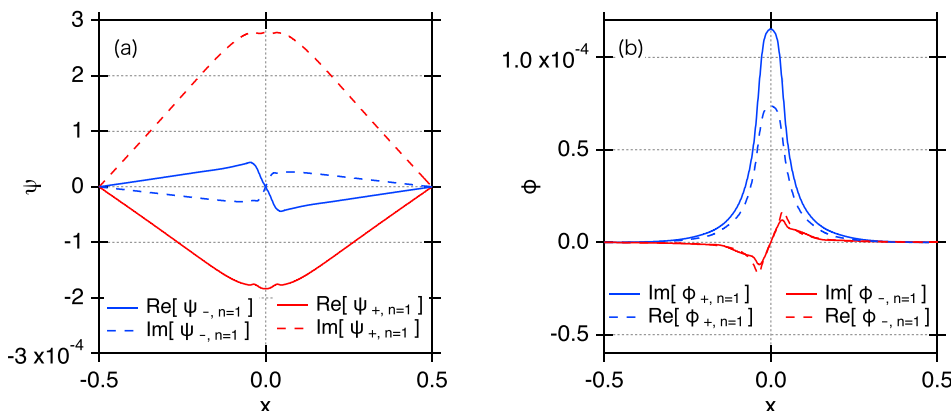 (a)
3
2
1
0
-1
-2
-3 x10⁻⁴
ψ
Re[ ψ₋, ₙ₌₁ ]
Im[ ψ₋, ₙ₌₁ ]
Re[ ψ₊, ₙ₌₁ ]
Im[ ψ₊, ₙ₌₁ ]
-0.5
0.0
0.5
x
(b)
1.0 x10⁻⁴
0.5
0.0
-0.5
ϕ
Im[ ϕ₊, ₙ₌₁ ]
Re[ ϕ₊, ₙ₌₁ ]
Im[ ϕ₋, ₙ₌₁ ]
Re[ ϕ₋, ₙ₌₁ ]
-0.5
0.0
0.5
x